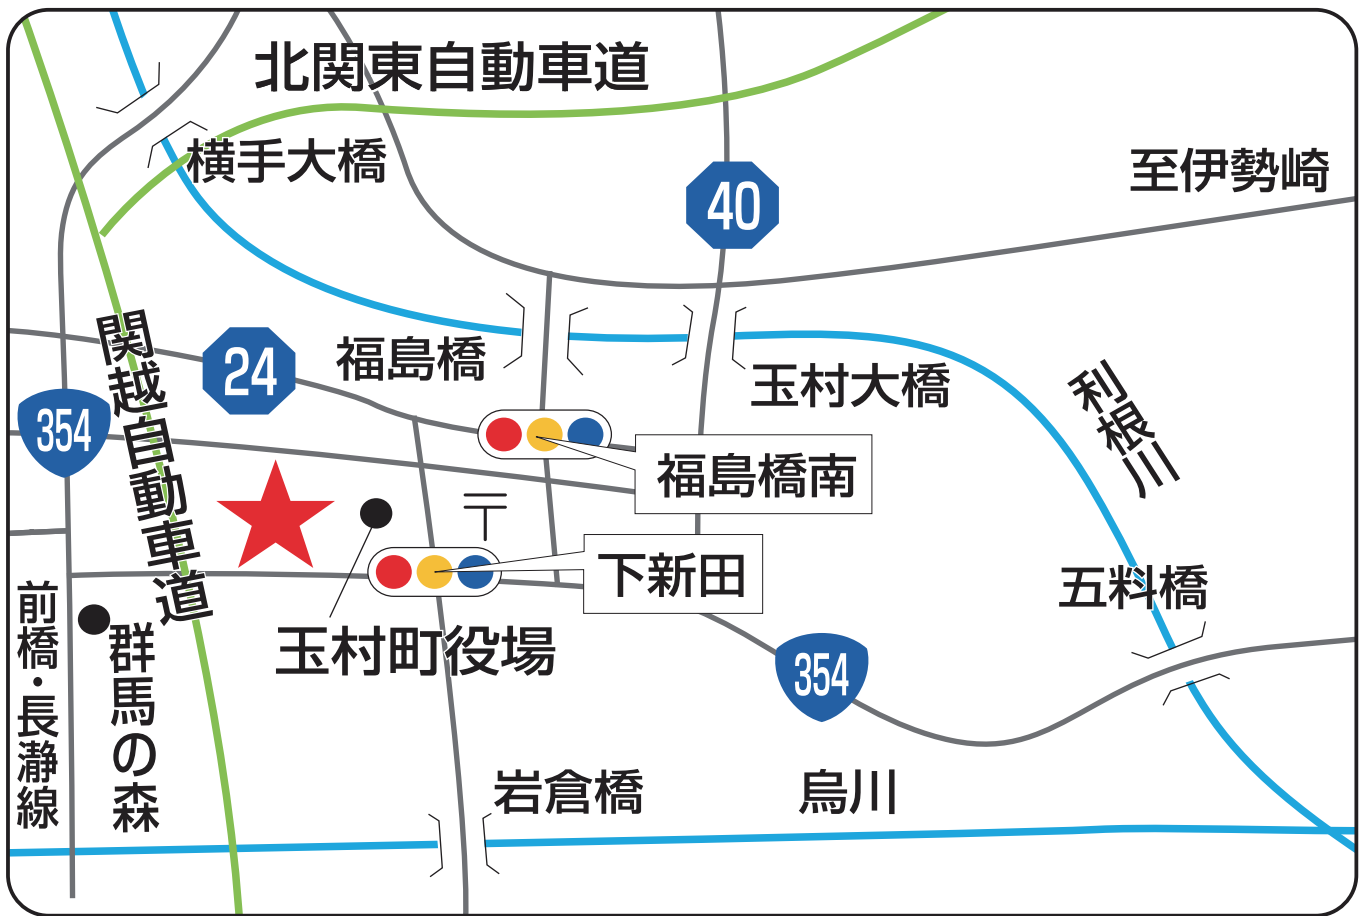 北関東自動車道
横手大橋
至伊勢崎
40
関越自動車道
24
福島橋
玉村大橋
利根川
354
福島橋南
〒
下新田
五料橋
前橋・長瀞線
群馬の森
玉村町役場
354
岩倉橋
烏川